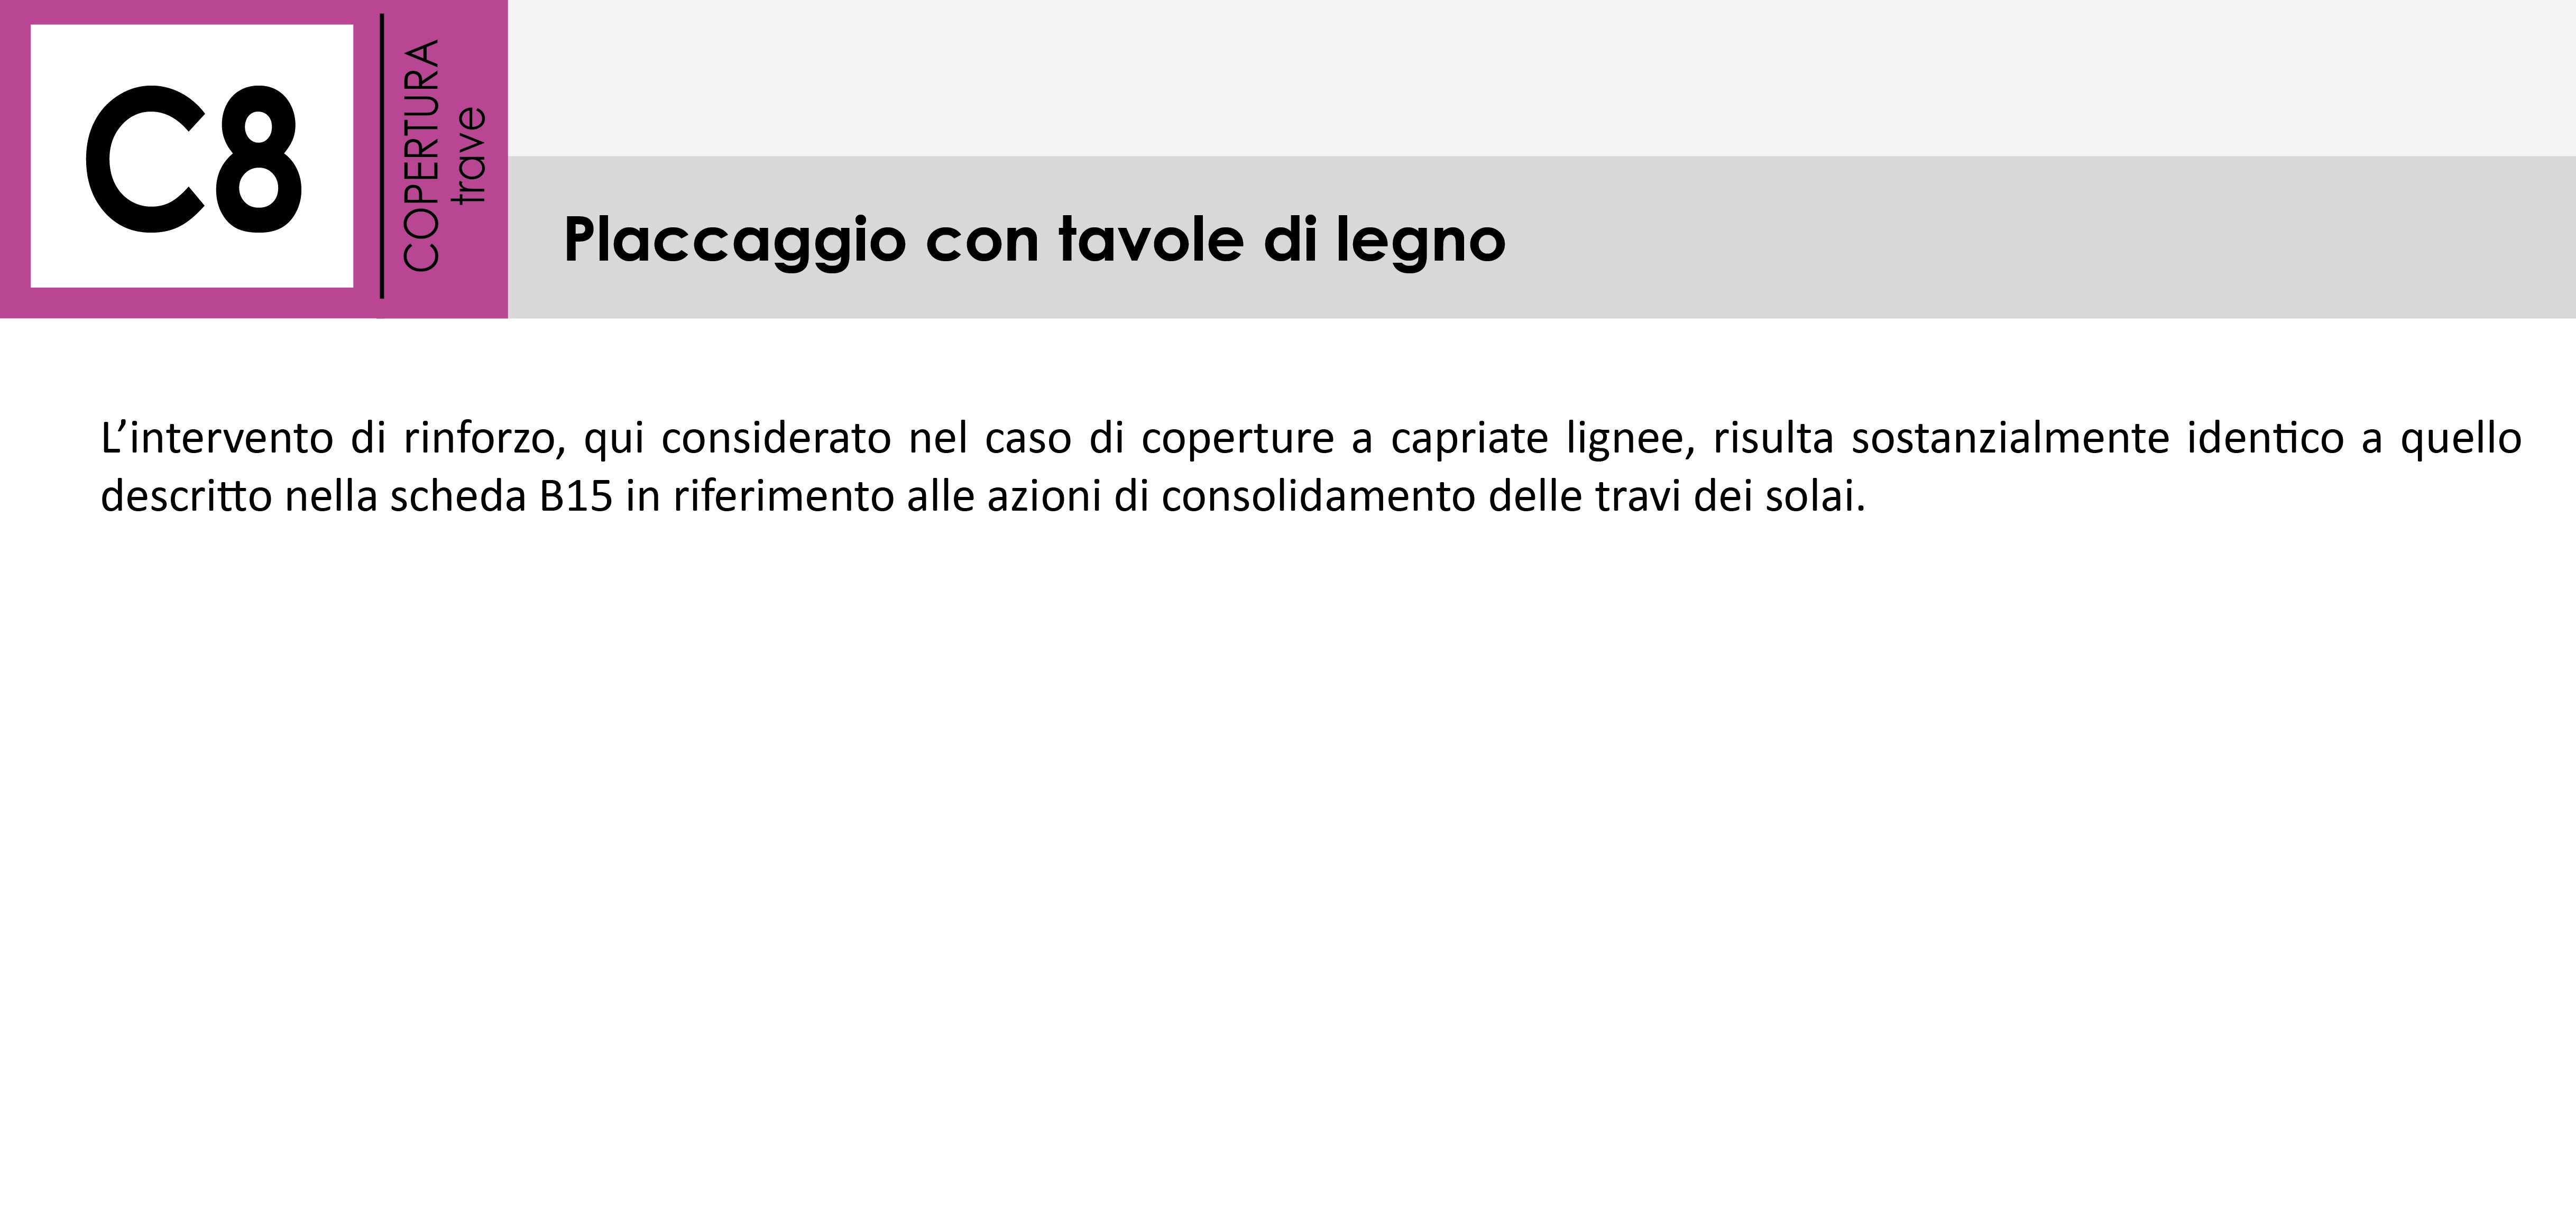 C8
COPERTURA
trave
Placcaggio con tavole di legno
L’intervento di rinforzo, qui considerato nel caso di coperture a capriate lignee, risulta sostanzialmente identico a quello
descritto nella scheda B15 in riferimento alle azioni di consolidamento delle travi dei solai.